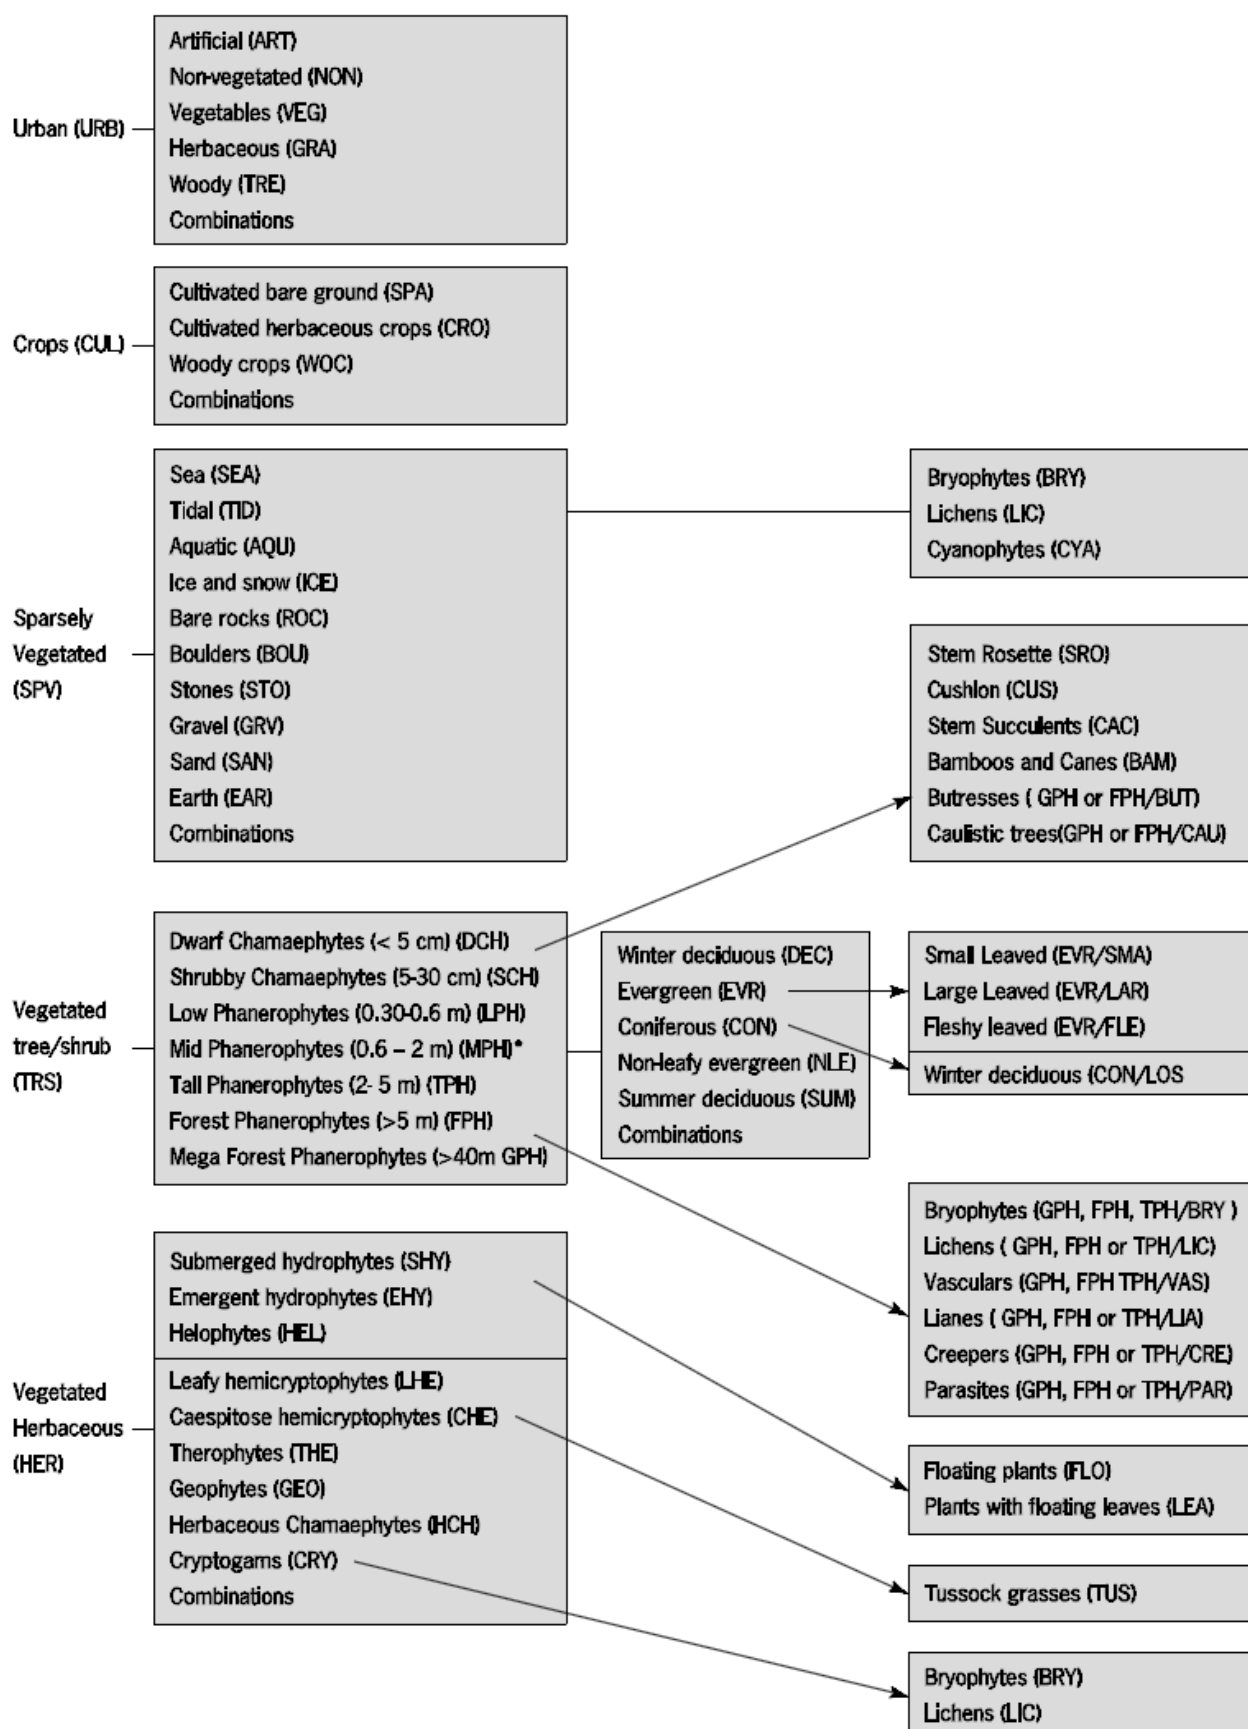 Urban (URB)
Artificial (ART)
Non-vegetated (NON)
Vegetables (VEG)
Herbaceous (GRA)
Woody (TRE)
Combinations
Crops (CUL)
Cultivated bare ground (SPA)
Cultivated herbaceous crops (CRO)
Woody crops (WOC)
Combinations
Sparsely
Vegetated
(SPV)
Sea (SEA)
Tidal (TID)
Aquatic (AQU)
Ice and snow (ICE)
Bare rocks (ROC)
Boulders (BOU)
Stones (STO)
Gravel (GRV)
Sand (SAN)
Earth (EAR)
Combinations
Bryophytes (BRY)
Lichens (LIC)
Cyanophytes (CYA)
Stem Rosette (SRO)
Cushion (CUS)
Stem Succulents (CAC)
Bamboos and Canes (BAM)
Butresses ( GPH or FPH/BUT)
Caulistic trees(GPH or FPH/CAU)
Vegetated
tree/shrub
(TRS)
Dwarf Chamaephytes (< 5 cm) (DCH)
Shrubby Chamaephytes (5-30 cm) (SCH)
Low Phanerophytes (0.30-0.6 m) (LPH)
Mid Phanerophytes (0.6 – 2 m) (MPH)*
Tall Phanerophytes (2- 5 m) (TPH)
Forest Phanerophytes (>5 m) (FPH)
Mega Forest Phanerophytes (>40m GPH)
Winter deciduous (DEC)
Evergreen (EVR)
Coniferous (CON)
Non-leafy evergreen (NLE)
Summer deciduous (SUM)
Combinations
Small Leaved (EVR/SMA)
Large Leaved (EVR/LAR)
Fleshy leaved (EVR/FLE)
Winter deciduous (CON/LOS
Bryophytes (GPH, FPH, TPH/BRY )
Lichens ( GPH, FPH or TPH/LIC)
Vasculars (GPH, FPH TPH/VAS)
Lianes ( GPH, FPH or TPH/LIA)
Creepers (GPH, FPH or TPH/CRE)
Parasites (GPH, FPH or TPH/PAR)
Vegetated
Herbaceous
(HER)
Submerged hydrophytes (SHY)
Emergent hydrophytes (EHY)
Helophytes (HEL)
Leafy hemicryptophytes (LHE)
Caespitose hemicryptophytes (CHE)
Therophytes (THE)
Geophytes (GEO)
Herbaceous Chamaephytes (HCH)
Cryptogams (CRY)
Combinations
Floating plants (FLO)
Plants with floating leaves (LEA)
Tussock grasses (TUS)
Bryophytes (BRY)
Lichens (LIC)